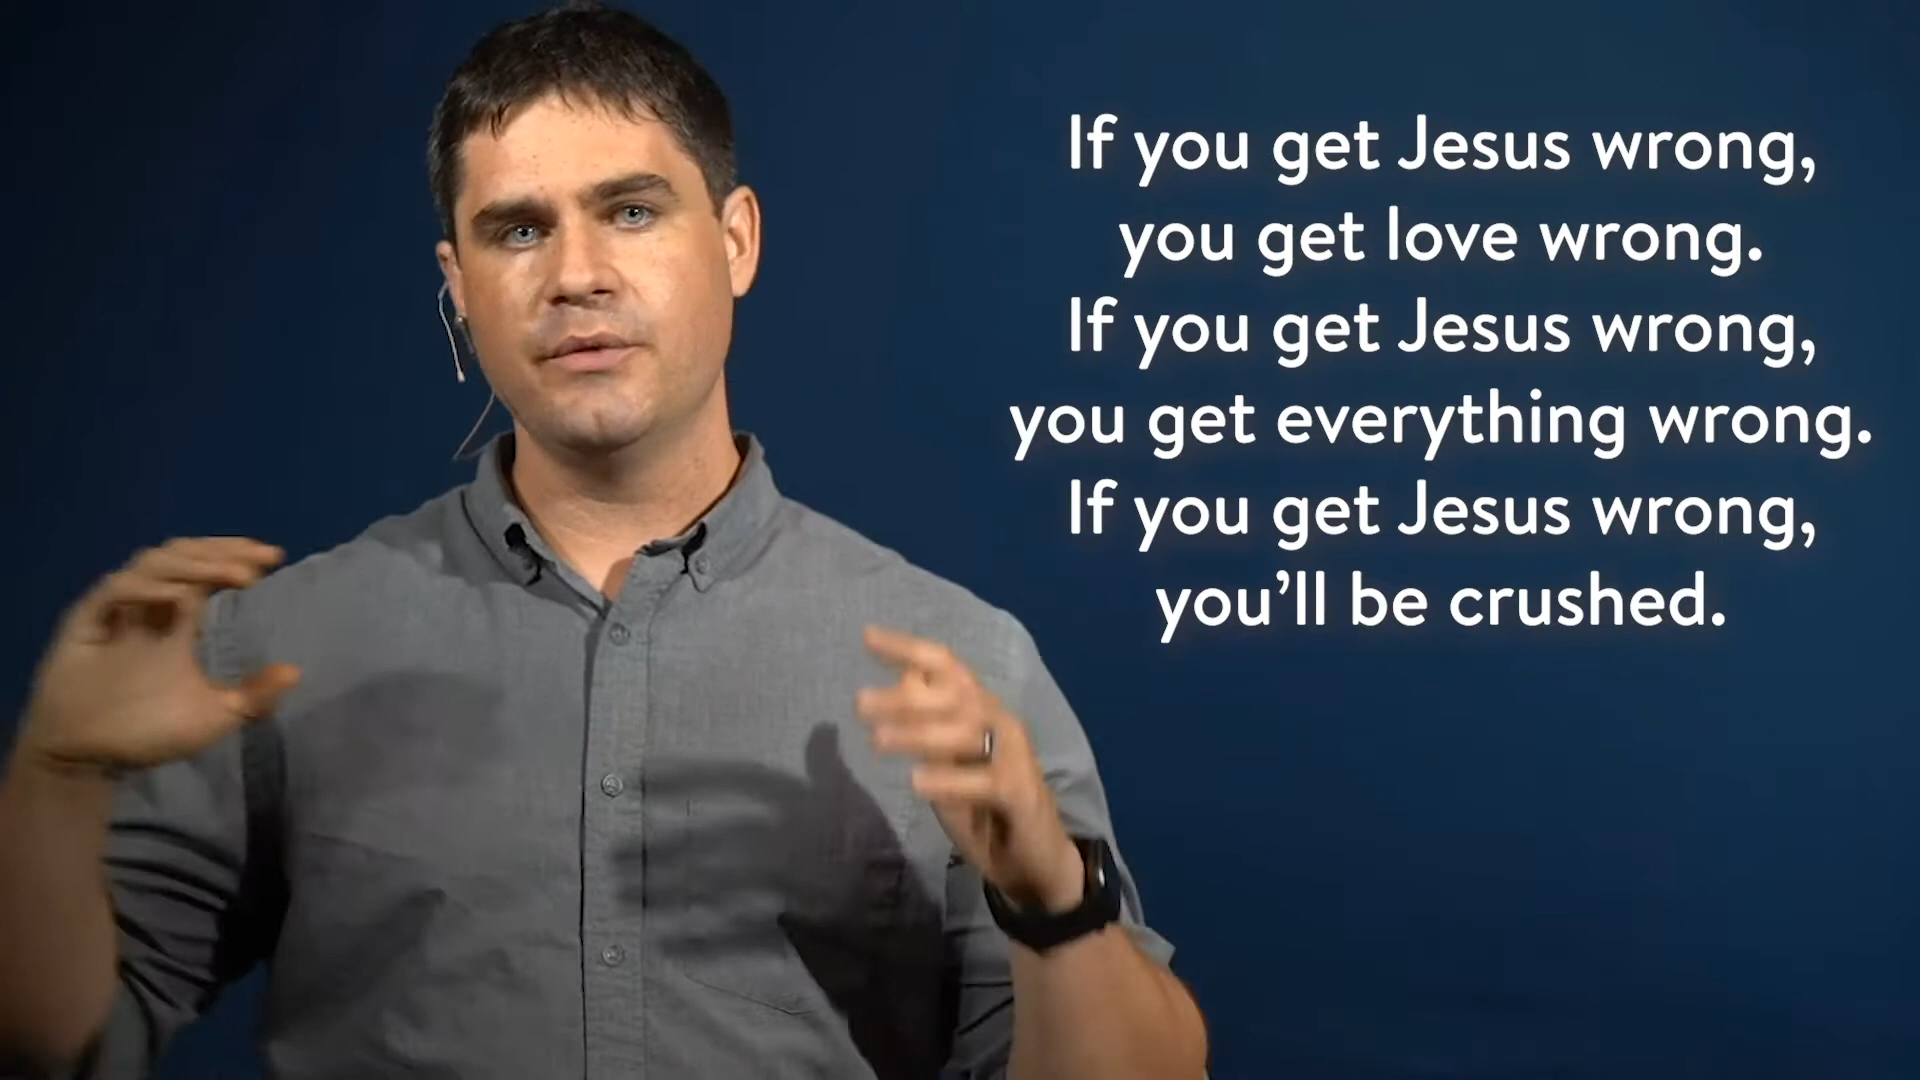 If you get Jesus wrong,
you get love wrong.
If you get Jesus wrong,
you get everything wrong.
If you get Jesus wrong,
you'll be crushed.